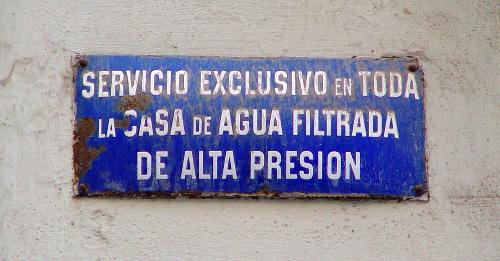 SERVICIO EXCLUSIVO EN TODA
LA CASA DE AGUA FILTRADA
DE ALTA PRESION